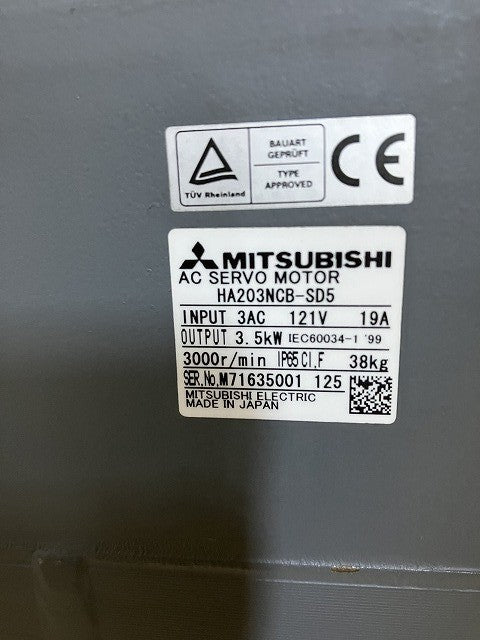 TÜV Rheinland
BAUART
GEPRÜFT
TYPE
APPROVED
CE
MITSUBISHI
AC SERVO MOTOR
HA203NCB-SD5
INPUT 3AC 121V 19A
OUTPUT 3.5kW IEC60034-1 '99
3000r/min IP65 CI.F 38kg
SER.No.M71635001 125
MITSUBISHI ELECTRIC
MADE IN JAPAN